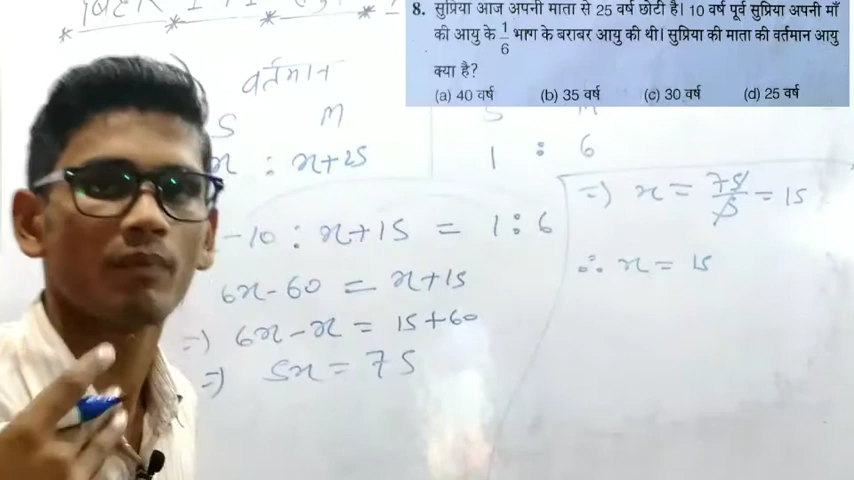 8. सुप्रिया आज अपनी माता से 25 वर्ष छोटी है। 10 वर्ष पूर्व सुप्रिया अपनी माँ
की आयु के 1/6 भाग के बराबर आयु की थी। सुप्रिया की माता की वर्तमान आयु
क्या है?
(a) 40 वर्ष (b) 35 वर्ष (c) 30 वर्ष (d) 25 वर्ष
वर्तमान
S M
x : x+25
1 : 6
-10 : x+15 = 1 : 6
6x-60 = x+15
=) 6x-x = 15+60
=) 5x = 75
=) x = 75/5 = 15
∴ x = 15